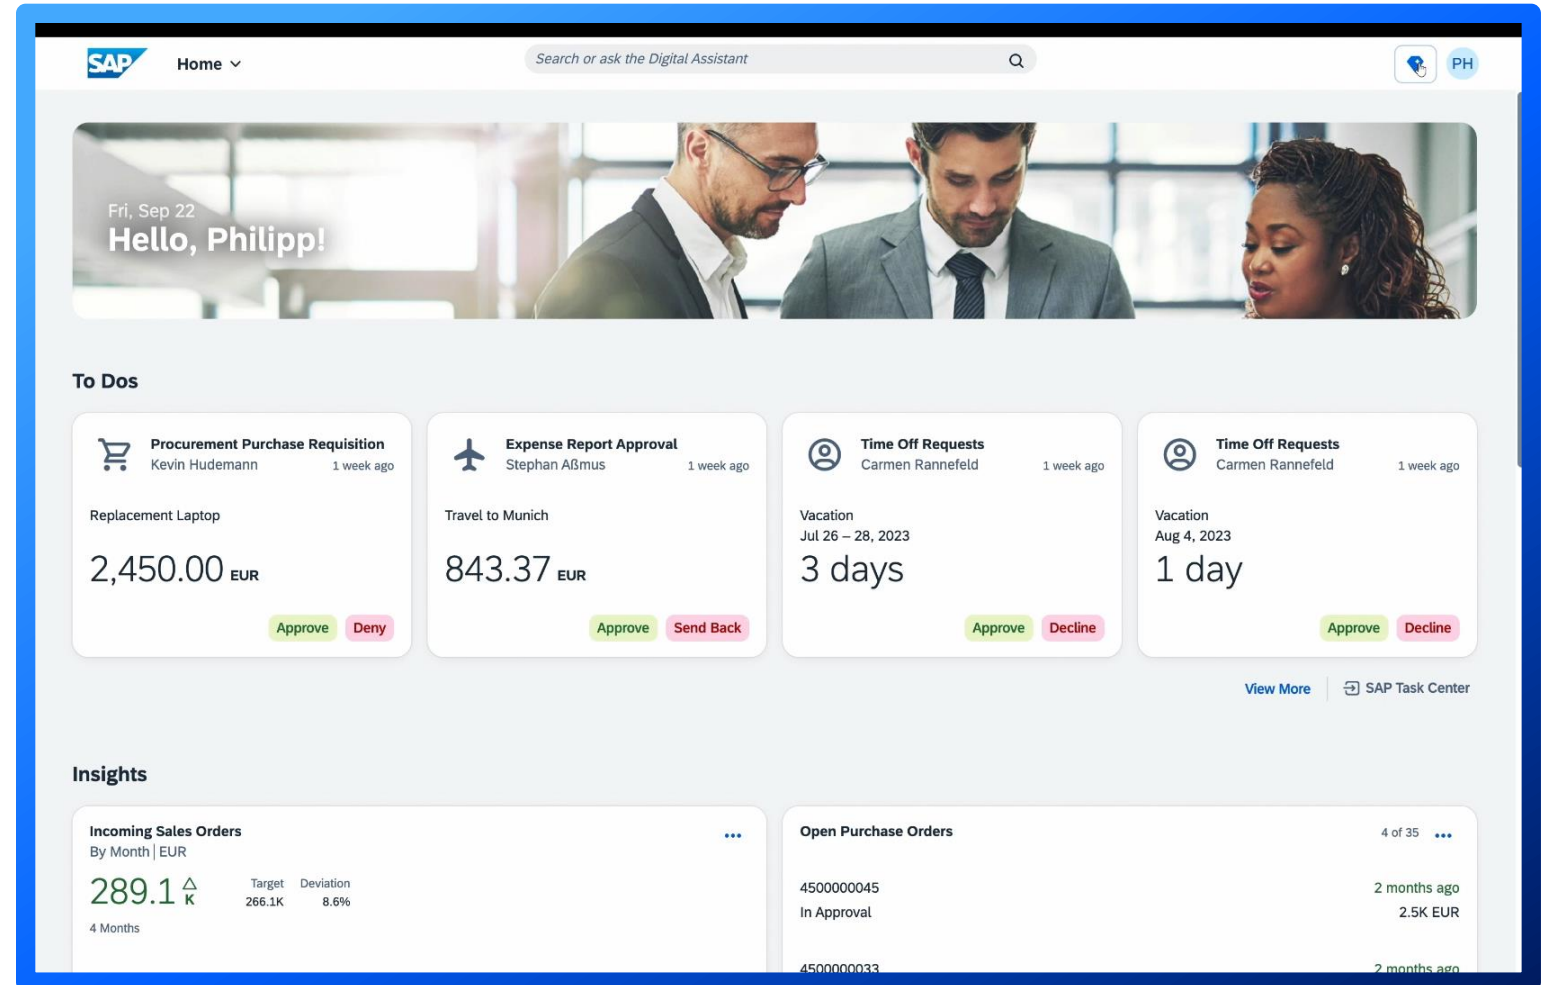 SAP
Home
Search or ask the Digital Assistant
PH
Fri, Sep 22
Hello, Philipp!
To Dos
Procurement Purchase Requisition
Kevin Hudemann
1 week ago
Replacement Laptop
2,450.00 EUR
Approve
Deny
Expense Report Approval
Stephan Aßmus
1 week ago
Travel to Munich
843.37 EUR
Approve
Send Back
Time Off Requests
Carmen Rannefeld
1 week ago
Vacation
Jul 26 – 28, 2023
3 days
Approve
Decline
Time Off Requests
Carmen Rannefeld
1 week ago
Vacation
Aug 4, 2023
1 day
Approve
Decline
View More
SAP Task Center
Insights
Incoming Sales Orders
By Month | EUR
289.1 K
Target
266.1K
Deviation
8.6%
4 Months
Open Purchase Orders
4 of 35
4500000045
2 months ago
In Approval
2.5K EUR
4500000033
2 months ago